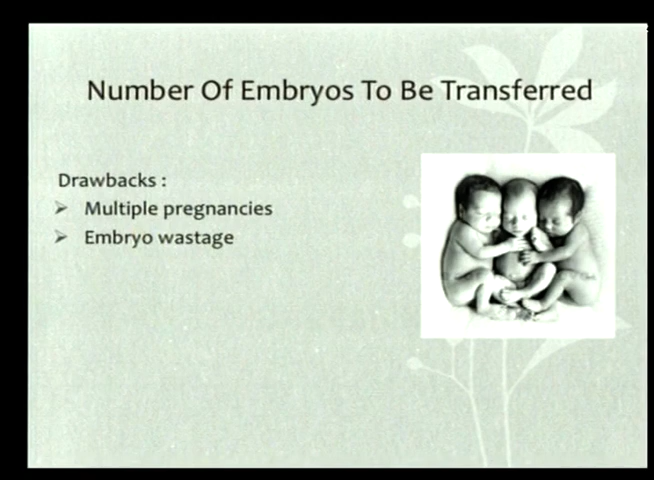 Number Of Embryos To Be Transferred
Drawbacks :
➢ Multiple pregnancies
➢ Embryo wastage